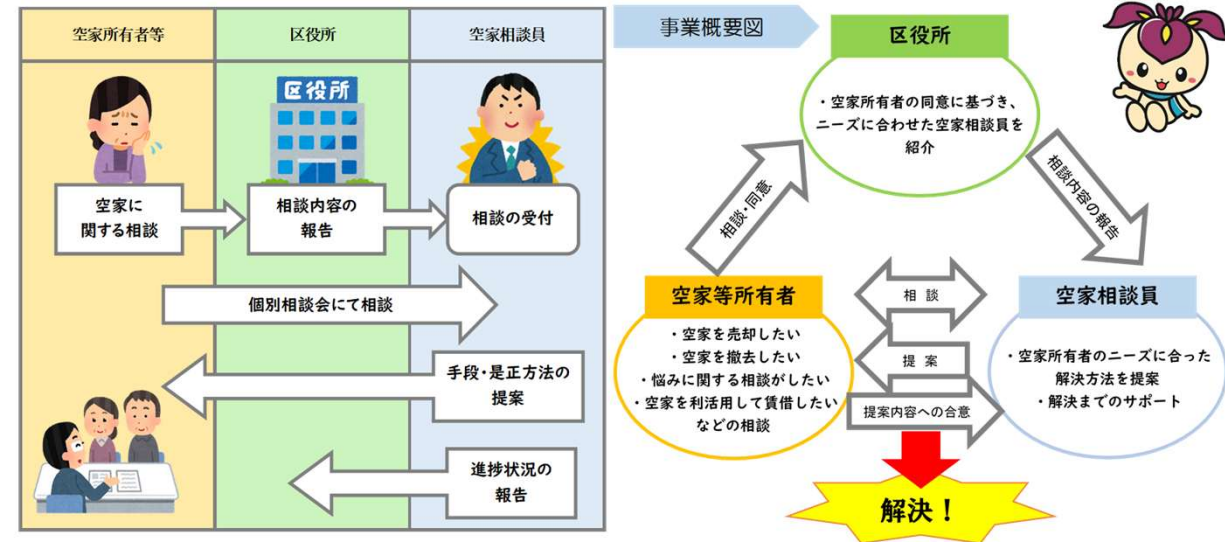 空家所有者等
区役所
空家相談員
区役所
空家に
関する相談
相談内容の
報告
相談の受付
個別相談会にて相談
手段・是正方法の
提案
進捗状況の
報告
事業概要図
区役所
・空家所有者の同意に基づき、
ニーズに合わせた空家相談員を
紹介
相談・同意
相談内容の報告
空家等所有者
・空家を売却したい
・空家を撤去したい
・悩みに関する相談がしたい
・空家を利活用して賃借したい
などの相談
相 談
提 案
提案内容への合意
空家相談員
・空家所有者のニーズに合った
解決方法を提案
・解決までのサポート
解決！